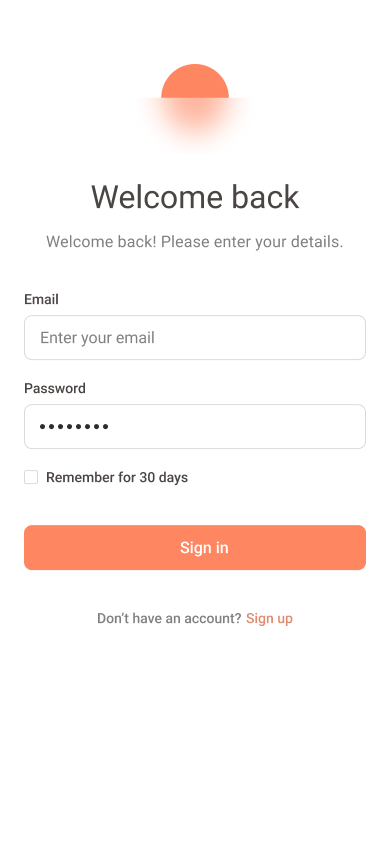 Welcome back
Welcome back! Please enter your details.
Email
Enter your email
Password
••••••••
Remember for 30 days
Sign in
Don't have an account? Sign up